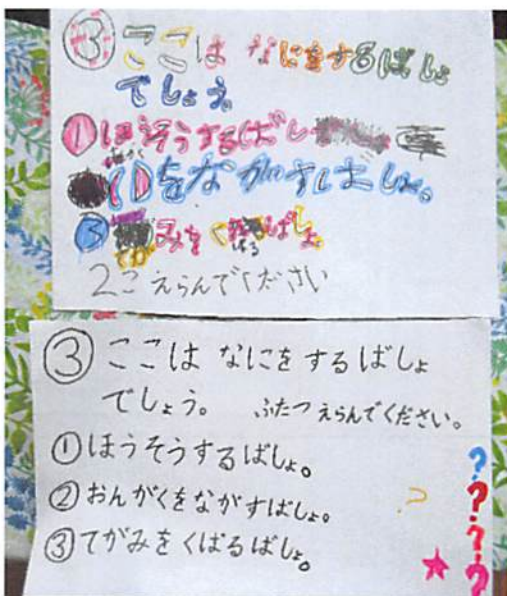 ③ここは なにをするばしょ
でしょう
①ほうそうするばしょ
をながすばしょ。
③てがみをくばるばしょ
2こ えらんでください
③ ここは なにをするばしょ
でしょう。 ふたつえらんでください。
①ほうそうするばしょ。
②おんがくをながすばしょ。
③てがみをくばるばしょ。
? ? ? ? ?